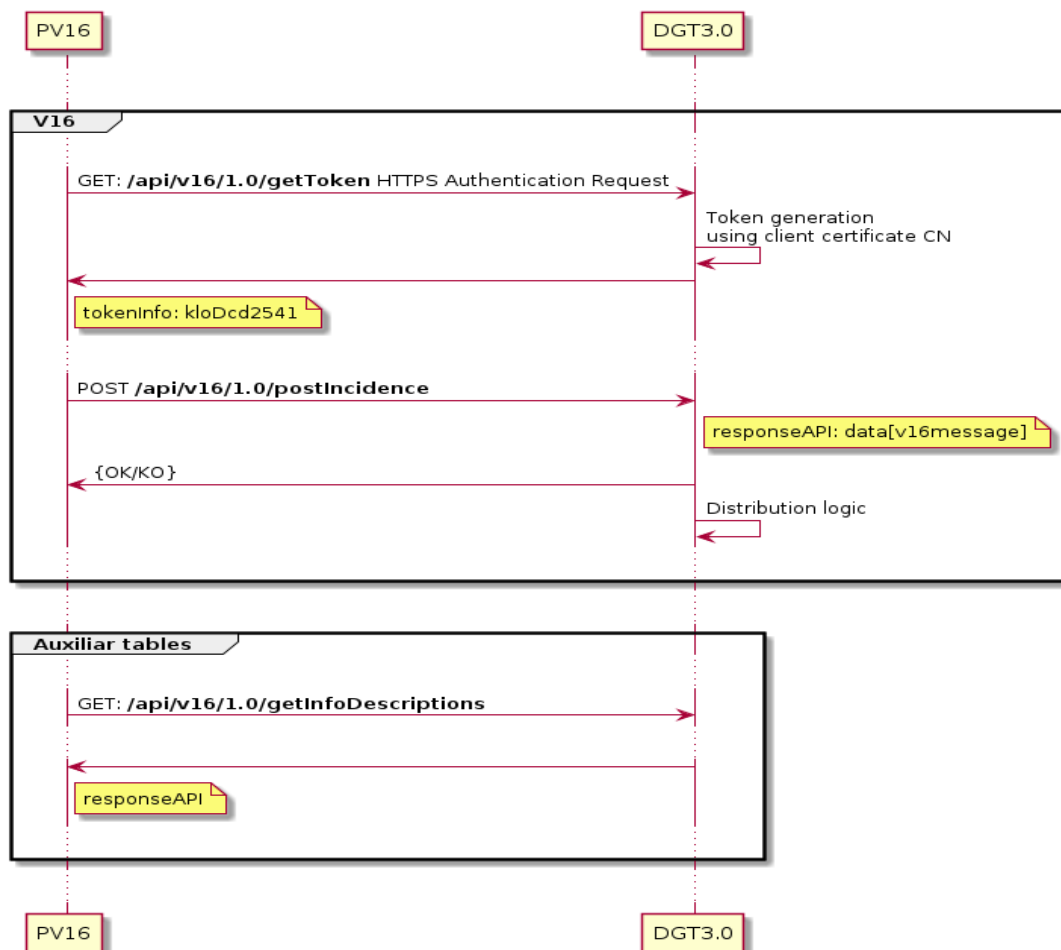 PV16
DGT3.0
V16
GET: /api/v16/1.0/getToken HTTPS Authentication Request
Token generation
using client certificate CN
tokenInfo: kloDcd2541
POST /api/v16/1.0/postIncidence
responseAPI: data[v16message]
{OK/KO}
Distribution logic
Auxiliar tables
GET: /api/v16/1.0/getInfoDescriptions
responseAPI
PV16
DGT3.0